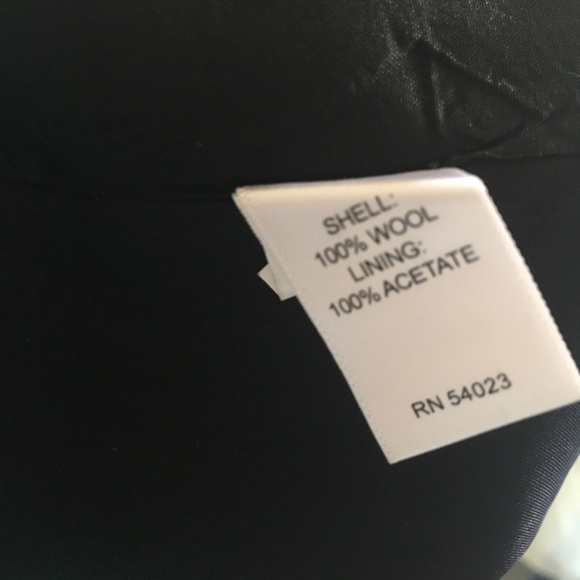 SHELL:
100% WOOL
LINING:
100% ACETATE
RN 54023